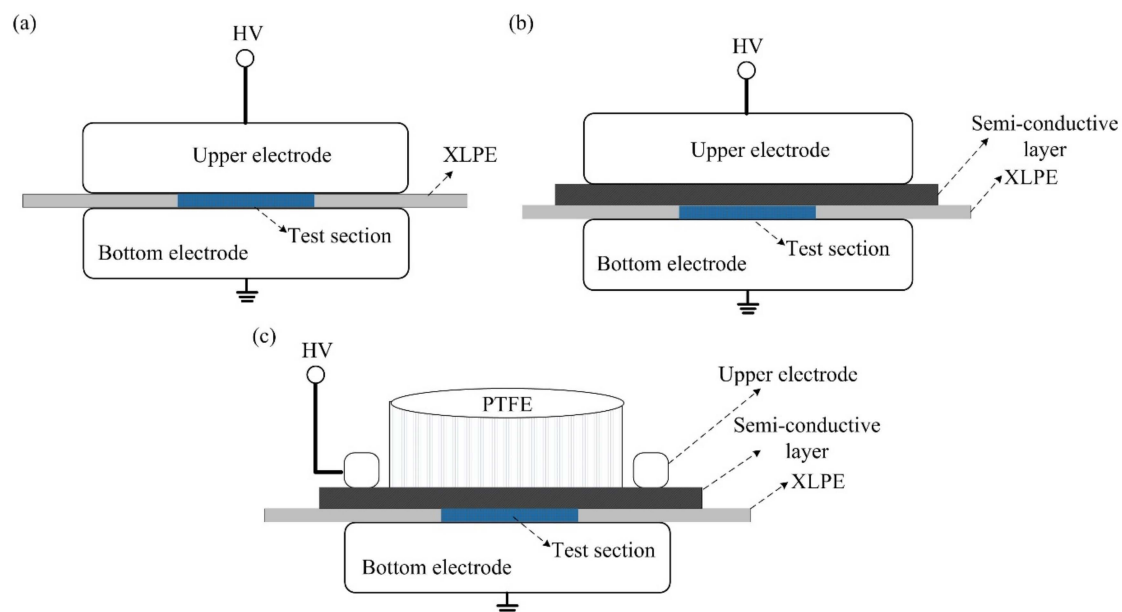 (a)
HV
Upper electrode
XLPE
Test section
Bottom electrode
(b)
HV
Upper electrode
Semi-conductive
layer
XLPE
Test section
Bottom electrode
(c)
HV
PTFE
Upper electrode
Semi-conductive
layer
XLPE
Test section
Bottom electrode